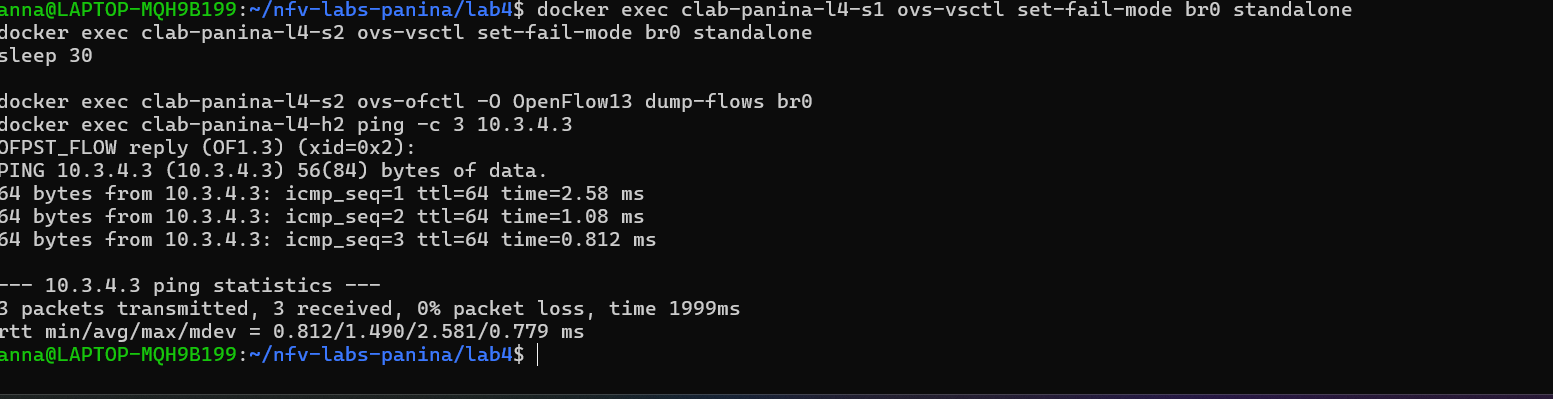 anna@LAPTOP-MQH9B199:~/nfv-labs-panina/lab4$ docker exec clab-panina-l4-s1 ovs-vsctl set-fail-mode br0 standalone
docker exec clab-panina-l4-s2 ovs-vsctl set-fail-mode br0 standalone
sleep 30
docker exec clab-panina-l4-s2 ovs-ofctl -O OpenFlow13 dump-flows br0
docker exec clab-panina-l4-h2 ping -c 3 10.3.4.3
OFPST_FLOW reply (OF1.3) (xid=0x2):
PING 10.3.4.3 (10.3.4.3) 56(84) bytes of data.
64 bytes from 10.3.4.3: icmp_seq=1 ttl=64 time=2.58 ms
64 bytes from 10.3.4.3: icmp_seq=2 ttl=64 time=1.08 ms
64 bytes from 10.3.4.3: icmp_seq=3 ttl=64 time=0.812 ms
--- 10.3.4.3 ping statistics ---
3 packets transmitted, 3 received, 0% packet loss, time 1999ms
rtt min/avg/max/mdev = 0.812/1.490/2.581/0.779 ms
anna@LAPTOP-MQH9B199:~/nfv-labs-panina/lab4$